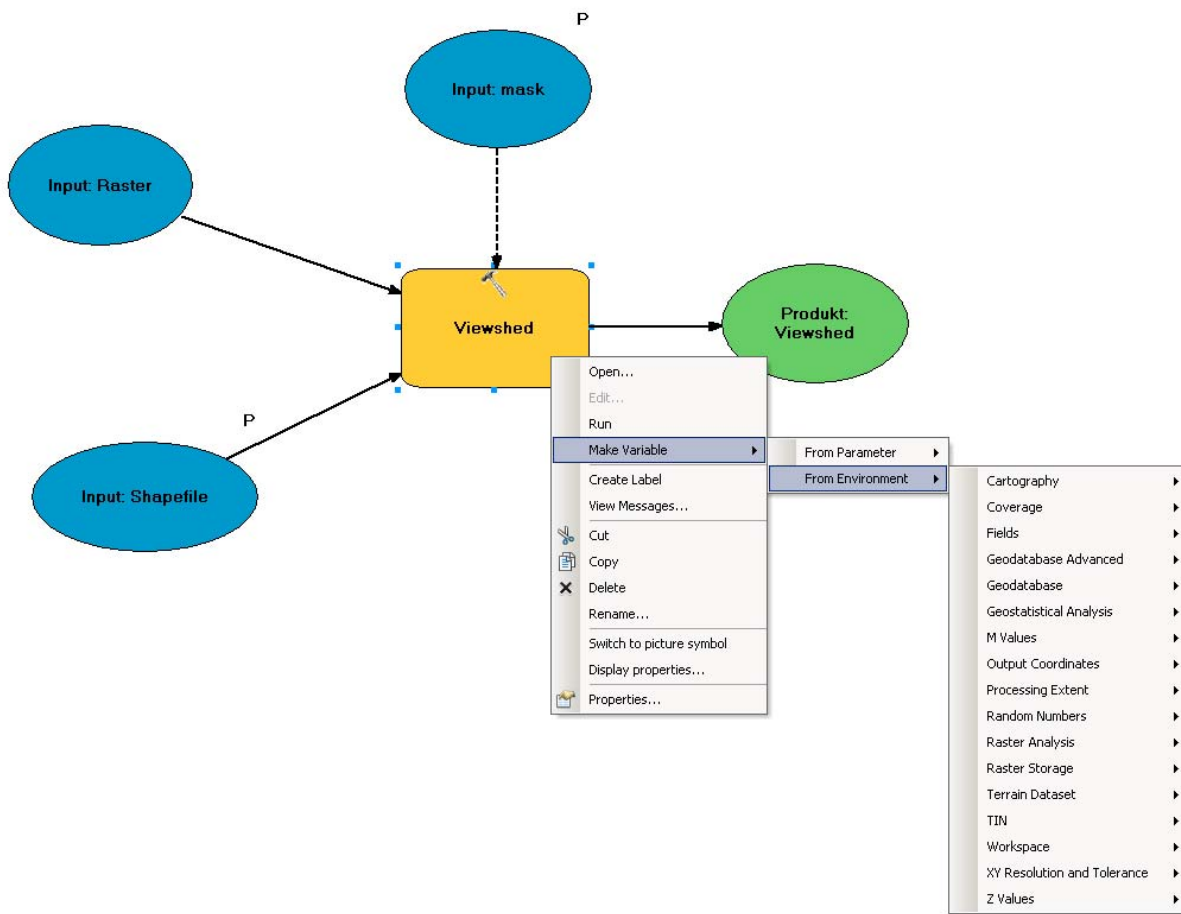 P
Input: mask
Input: Raster
Viewshed
Produkt:
Viewshed
P
Input: Shapefile
Open...
Edit...
Run
Make Variable
Create Label
View Messages...
Cut
Copy
Delete
Rename...
Switch to picture symbol
Display properties...
Properties...
From Parameter
From Environment
Cartography
Coverage
Fields
Geodatabase Advanced
Geodatabase
Geostatistical Analysis
M Values
Output Coordinates
Processing Extent
Random Numbers
Raster Analysis
Raster Storage
Terrain Dataset
TIN
Workspace
XY Resolution and Tolerance
Z Values